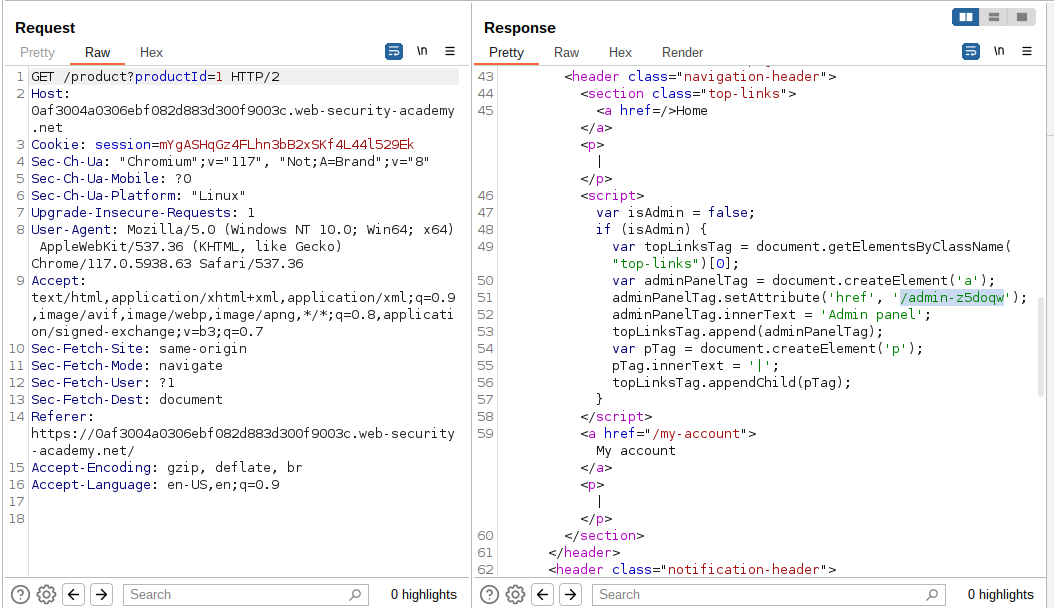 Request
Pretty Raw Hex
\n
1 GET /product?productId=1 HTTP/2
2 Host:
0af3004a0306ebf082d883d300f9003c.web-security-academy
.net
3 Cookie: session=mYgASHqGz4FLhn3bB2xSKf4L44l529Ek
4 Sec-Ch-Ua: "Chromium";v="117", "Not;A=Brand";v="8"
5 Sec-Ch-Ua-Mobile: ?0
6 Sec-Ch-Ua-Platform: "Linux"
7 Upgrade-Insecure-Requests: 1
8 User-Agent: Mozilla/5.0 (Windows NT 10.0; Win64; x64)
AppleWebKit/537.36 (KHTML, like Gecko)
Chrome/117.0.5938.63 Safari/537.36
9 Accept:
text/html,application/xhtml+xml,application/xml;q=0.9
,image/avif,image/webp,image/apng,*/*;q=0.8,applicati
on/signed-exchange;v=b3;q=0.7
10 Sec-Fetch-Site: same-origin
11 Sec-Fetch-Mode: navigate
12 Sec-Fetch-User: ?1
13 Sec-Fetch-Dest: document
14 Referer:
https://0af3004a0306ebf082d883d300f9003c.web-security
-academy.net/
15 Accept-Encoding: gzip, deflate, br
16 Accept-Language: en-US,en;q=0.9
17
18
Search
0 highlights
Response
Pretty Raw Hex Render
\n
43 <header class="navigation-header">
44 <section class="top-links">
45 <a href=/>Home
</a>
<p>
|
</p>
46 <script>
47 var isAdmin = false;
48 if (isAdmin) {
49 var topLinksTag = document.getElementsByClassName(
"top-links")[0];
50 var adminPanelTag = document.createElement('a');
51 adminPanelTag.setAttribute('href', '/admin-z5doqw');
52 adminPanelTag.innerText = 'Admin panel';
53 topLinksTag.append(adminPanelTag);
54 var pTag = document.createElement('p');
55 pTag.innerText = '|';
56 topLinksTag.appendChild(pTag);
57 }
58 </script>
59 <a href="/my-account">
My account
</a>
<p>
|
</p>
60 </section>
61 </header>
62 <header class="notification-header">
Search
0 highlights